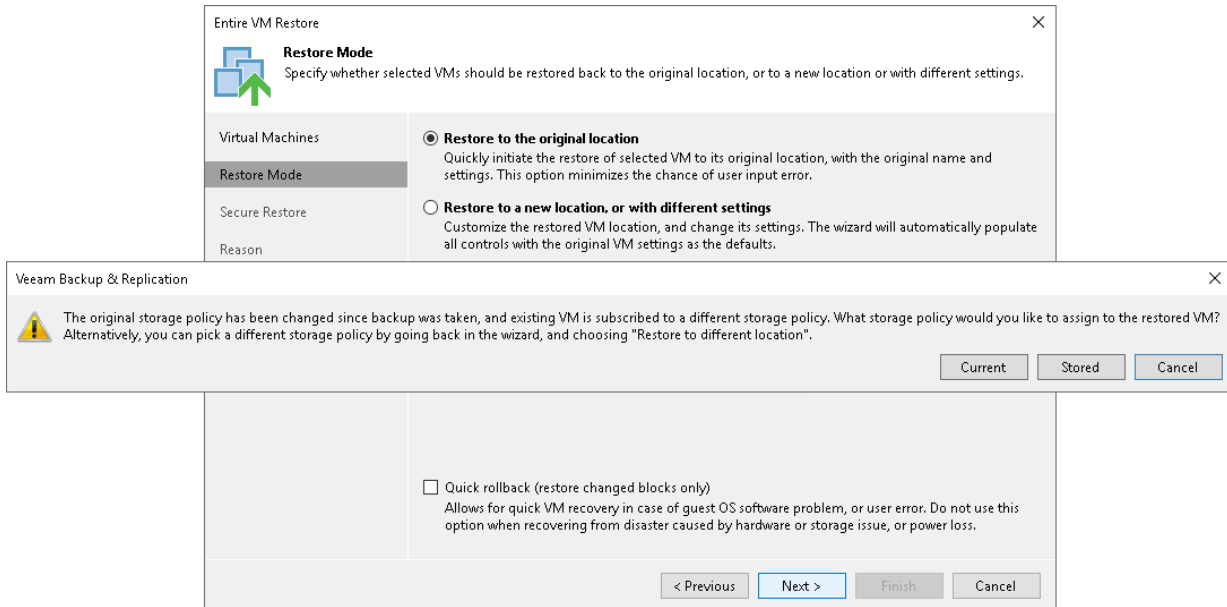 Entire VM Restore
Restore Mode
Specify whether selected VMs should be restored back to the original location, or to a new location or with different settings.
Virtual Machines
Restore Mode
Secure Restore
Reason
Restore to the original location
Quickly initiate the restore of selected VM to its original location, with the original name and
settings. This option minimizes the chance of user input error.
Restore to a new location, or with different settings
Customize the restored VM location, and change its settings. The wizard will automatically populate
all controls with the original VM settings as the defaults.
Veeam Backup & Replication
The original storage policy has been changed since backup was taken, and existing VM is subscribed to a different storage policy. What storage policy would you like to assign to the restored VM?
Alternatively, you can pick a different storage policy by going back in the wizard, and choosing "Restore to different location".
Current
Stored
Cancel
Quick rollback (restore changed blocks only)
Allows for quick VM recovery in case of guest OS software problem, or user error. Do not use this
option when recovering from disaster caused by hardware or storage issue, or power loss.
< Previous
Next >
Finish
Cancel